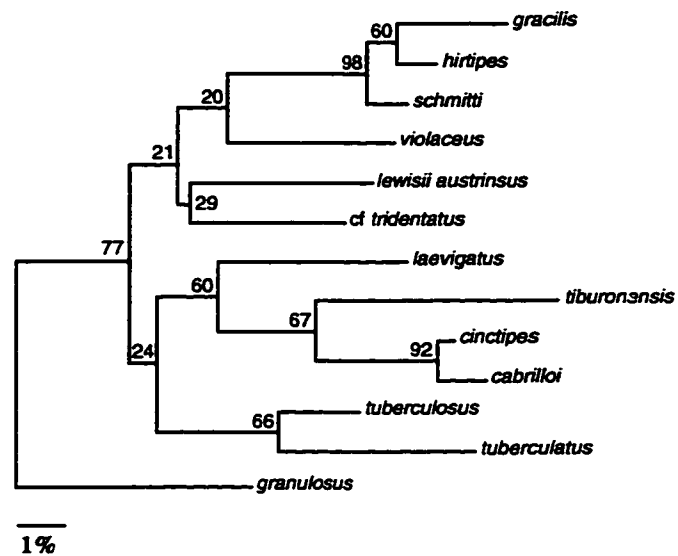 gracilis
60
hirtipes
98
schmitti
20
violaceus
21
lewisii austrinsus
29
cf tridentatus
77
laevigatus
60
tiburonensis
67
cinctipes
92
cabrilloi
24
tuberculosus
66
tuberculatus
granulosus
1%